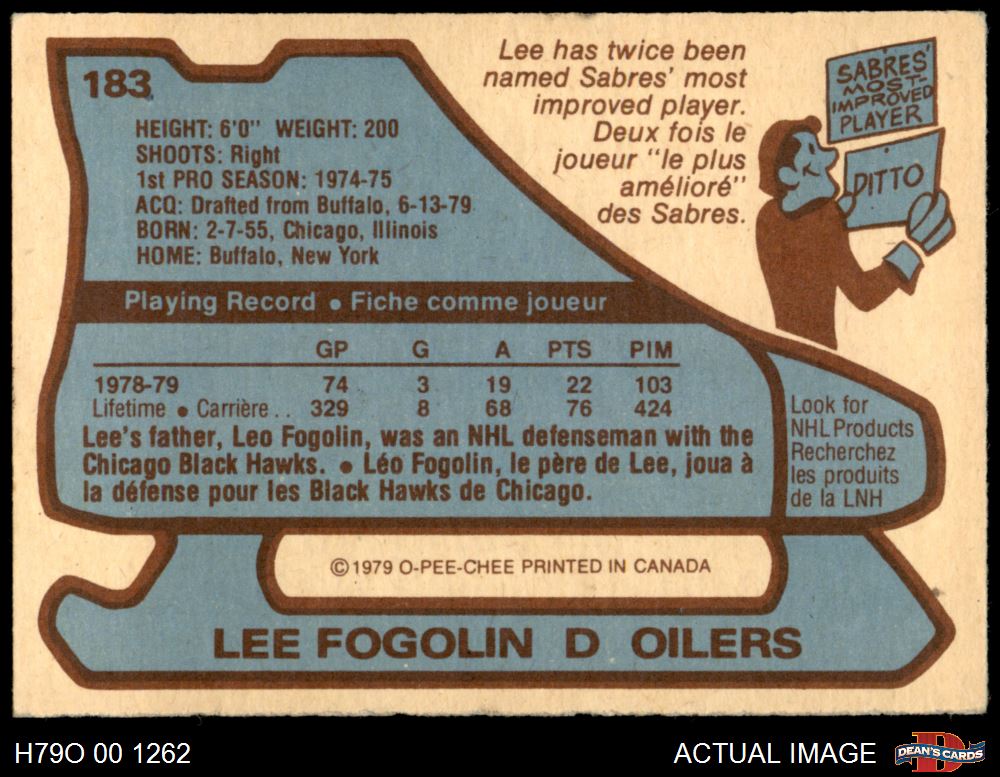 183
HEIGHT: 6'0" WEIGHT: 200
SHOOTS: Right
1st PRO SEASON: 1974-75
ACQ: Drafted from Buffalo, 6-13-79
BORN: 2-7-55, Chicago, Illinois
HOME: Buffalo, New York
Lee has twice been
named Sabres' most
improved player.
Deux fois le
joueur "le plus
amélioré"
des Sabres.
SABRES'
MOST-
IMPROVED
PLAYER
DITTO
Playing Record • Fiche comme joueur
GP G A PTS PIM
1978-79 74 3 19 22 103
Lifetime • Carrière .. 329 8 68 76 424
Lee's father, Leo Fogolin, was an NHL defenseman with the
Chicago Black Hawks. • Léo Fogolin, le père de Lee, joua à
la défense pour les Black Hawks de Chicago.
Look for
NHL Products
Recherchez
les produits
de la LNH
©1979 O-PEE-CHEE PRINTED IN CANADA
LEE FOGOLIN D OILERS
H79O 00 1262
ACTUAL IMAGE
D
DEAN'S CARDS